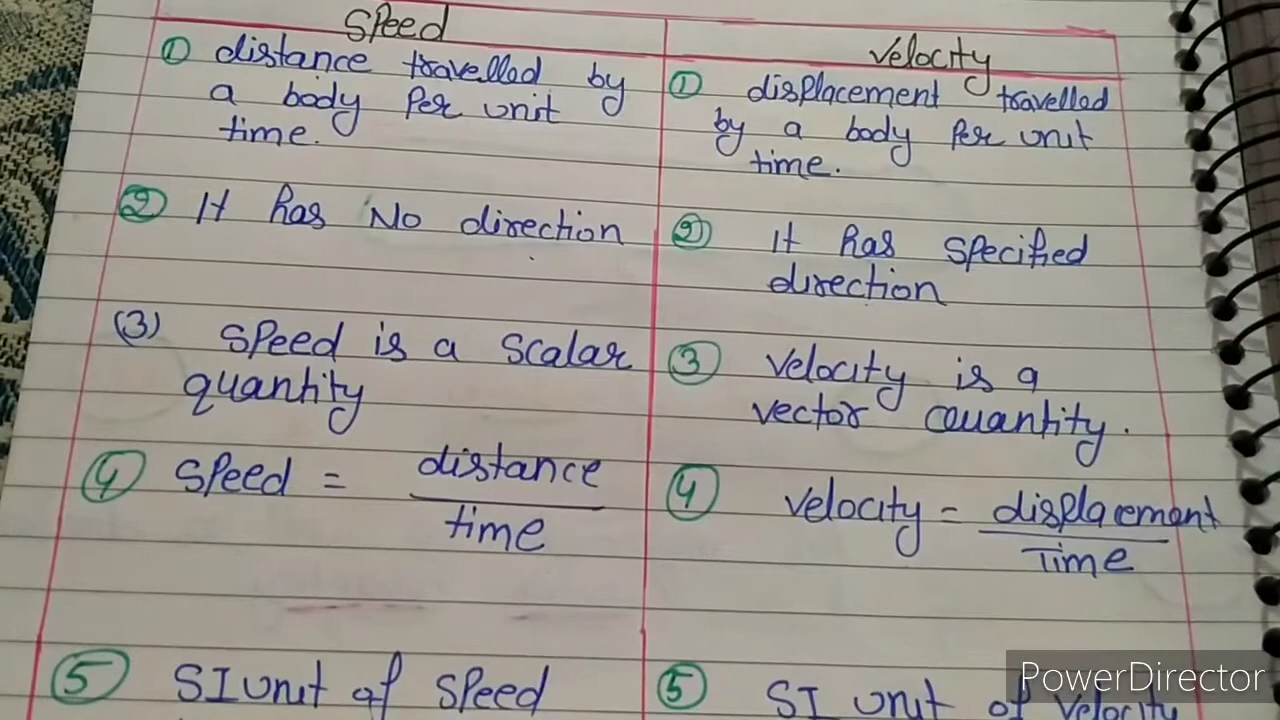 Speed
① distance travelled by
a body Per unit
time.
② It has No direction
(3) Speed is a scalar
quantity
④ Speed = distance
time
⑤ SI unit of Speed
Velocity
① displacement travelled
by a body Per unit
time.
② It has specified
direction
③ Velocity is a
vector quantity.
④ Velocity = displacement
Time
⑤ SI unit of Velocity
PowerDirector